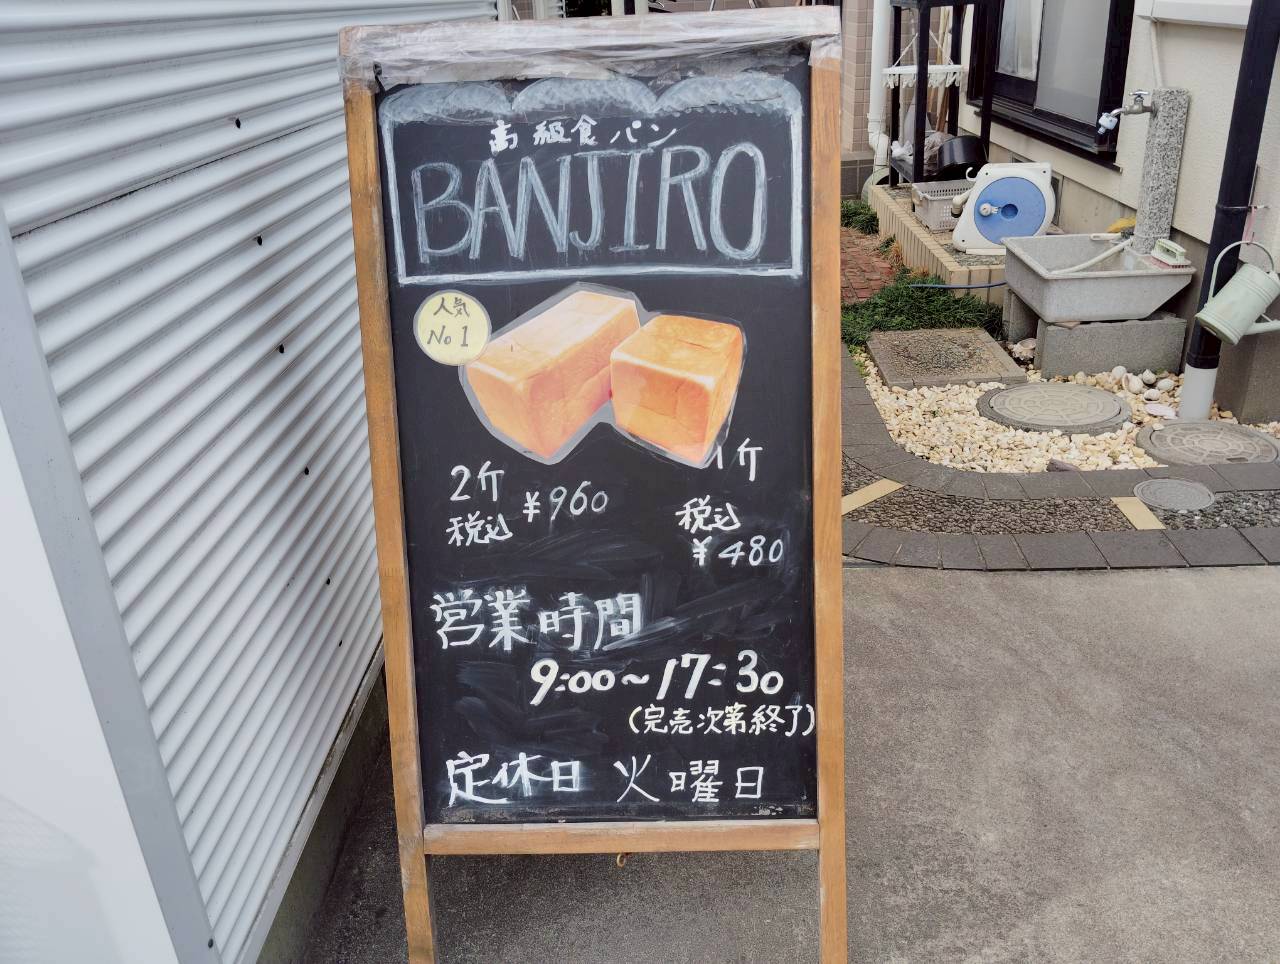 高級食パン
BANJIRO
人気
No 1
2斤
税込 ¥960
1斤
税込
¥480
営業時間
9:00~17:30
(完売次第終了)
定休日 火曜日